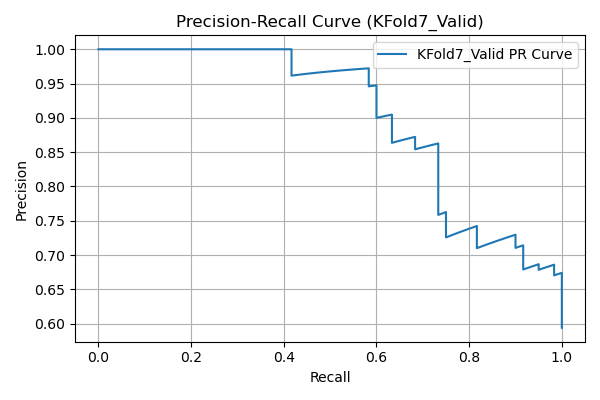 Precision-Recall Curve (KFold7_Valid)
KFold7_Valid PR Curve
Precision
1.00
0.95
0.90
0.85
0.80
0.75
0.70
0.65
0.60
0.0 0.2 0.4 0.6 0.8 1.0
Recall